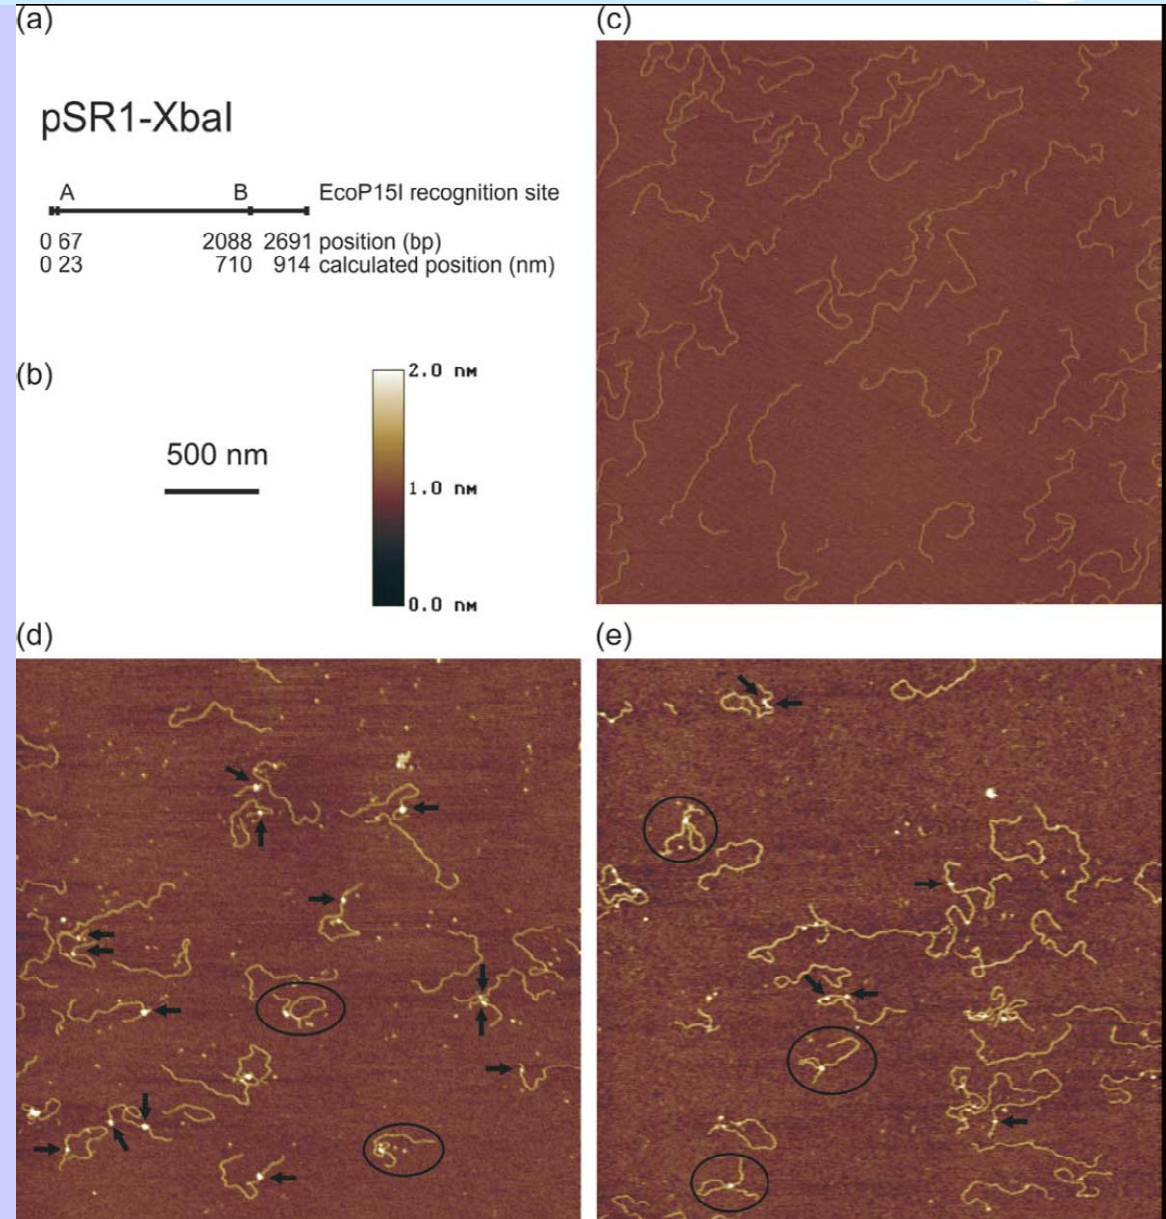 (a)
pSR1-XbaI
A B EcoP15I recognition site
0 67 2088 2691 position (bp)
0 23 710 914 calculated position (nm)
(b)
500 nm
2.0 nm
1.0 nm
0.0 nm
(c)
(d)
(e)